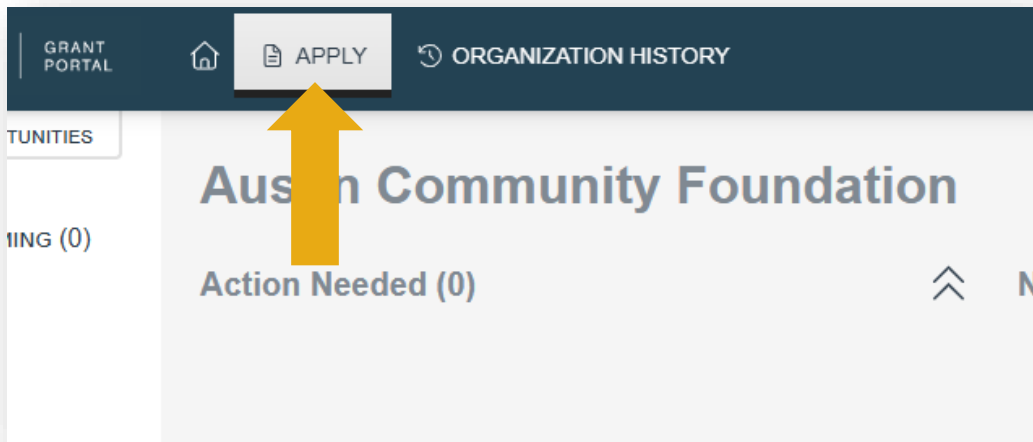 GRANT
PORTAL
APPLY
ORGANIZATION HISTORY
TUNITIES
Community Foundation
MING (0)
Action Needed (0)
N